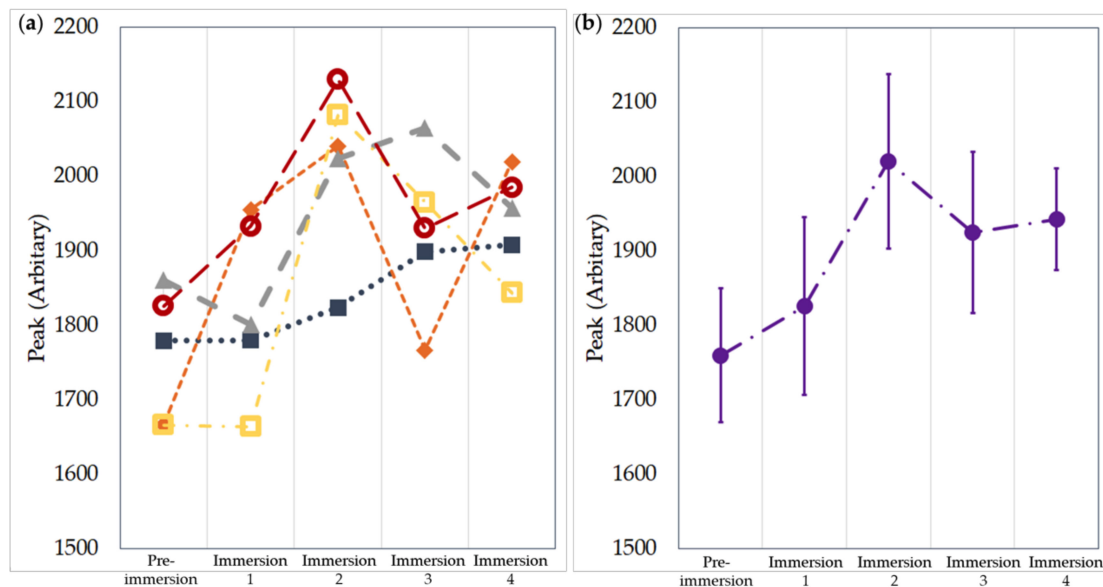 (a)
2200
2100
2000
1900
1800
1700
1600
1500
Peak (Arbitary)
Pre-
immersion
Immersion
1
Immersion
2
Immersion
3
Immersion
4
(b)
2200
2100
2000
1900
1800
1700
1600
1500
Peak (Arbitary)
Pre-
immersion
Immersion
1
Immersion
2
Immersion
3
Immersion
4